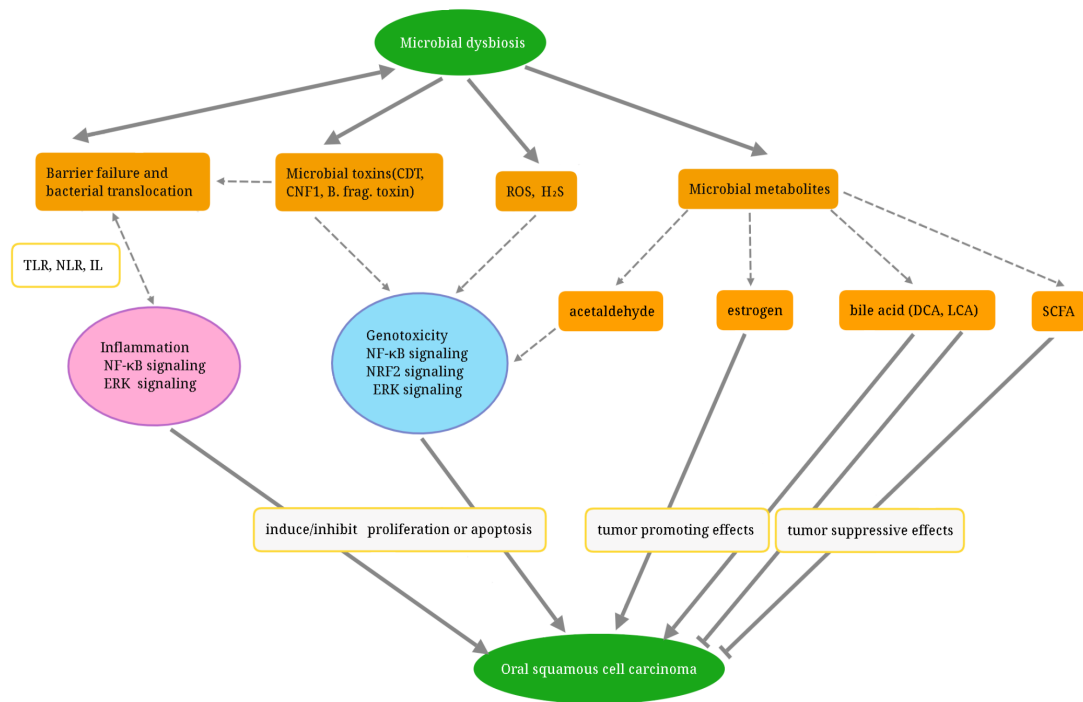 Microbial dysbiosis
Barrier failure and
bacterial translocation
Microbial toxins(CDT,
CNF1, B. frag. toxin)
ROS, H₂S
Microbial metabolites
TLR, NLR, IL
acetaldehyde
estrogen
bile acid (DCA, LCA)
SCFA
Inflammation
NF-κB signaling
ERK signaling
Genotoxicity
NF-κB signaling
NRF2 signaling
ERK signaling
induce/inhibit proliferation or apoptosis
tumor promoting effects
tumor suppressive effects
Oral squamous cell carcinoma